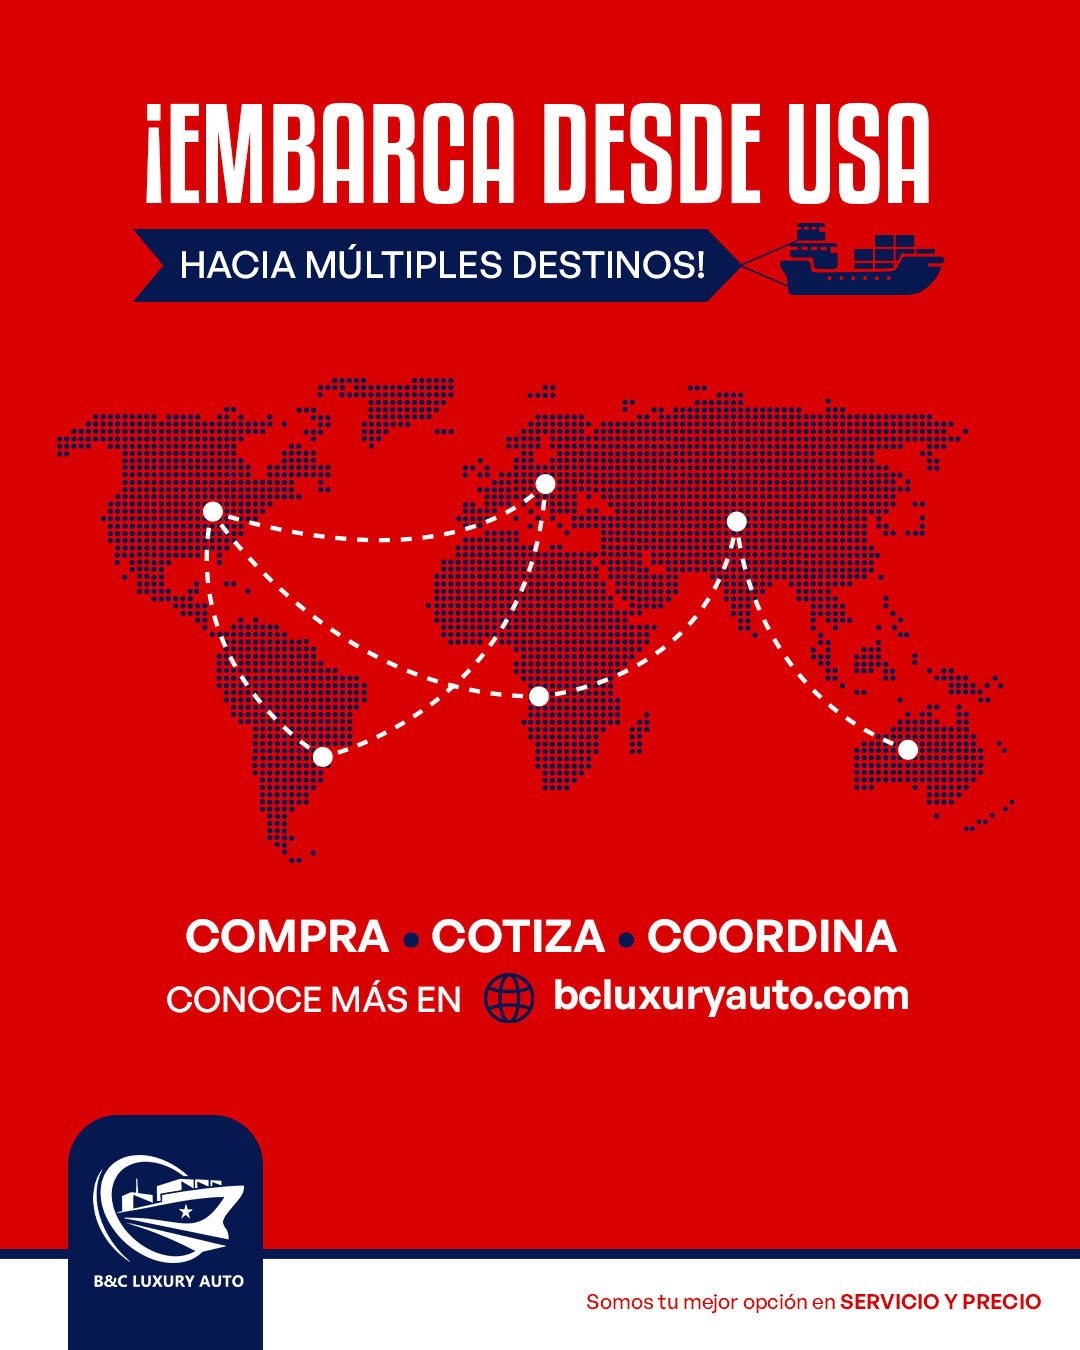 ¡EMBARCA DESDE USA
HACIA MÚLTIPLES DESTINOS!
COMPRA • COTIZA • COORDINA
CONOCE MÁS EN bcluxuryauto.com
B&C LUXURY AUTO
Somos tu mejor opción en SERVICIO Y PRECIO